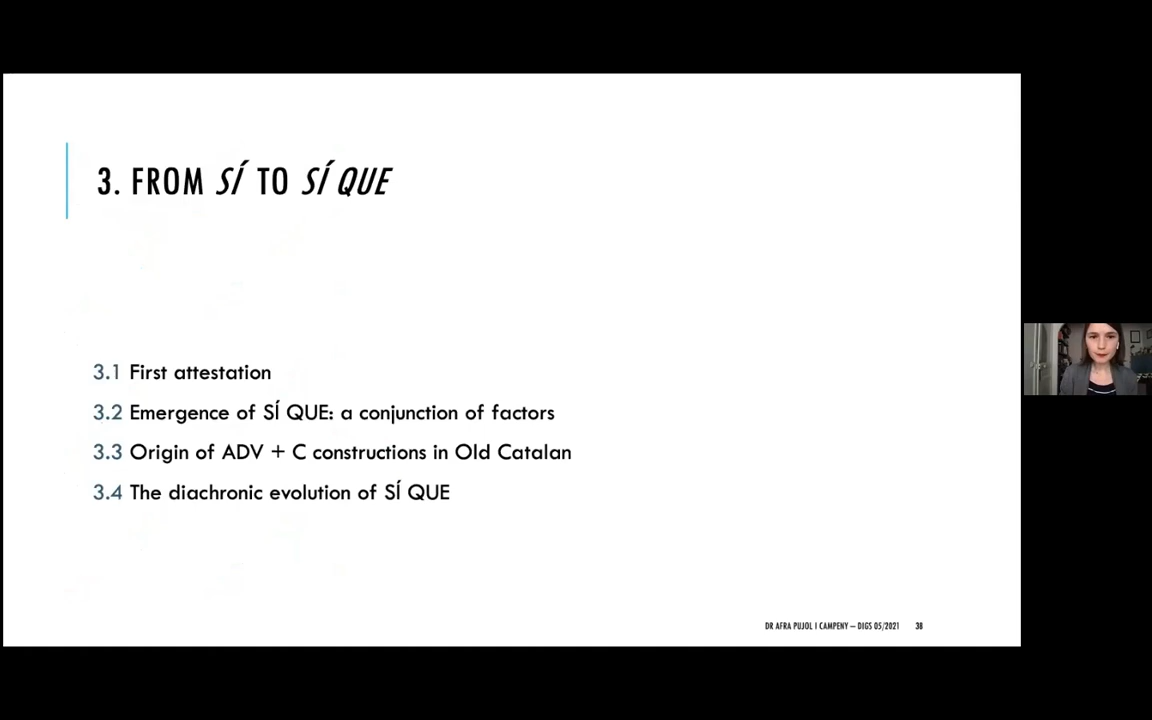 3. FROM SÍ TO SÍ QUE
3.1 First attestation
3.2 Emergence of SÍ QUE: a conjunction of factors
3.3 Origin of ADV + C constructions in Old Catalan
3.4 The diachronic evolution of SÍ QUE
DR AFRA PUJOL I CAMPENY – DIGS 05/2021 38